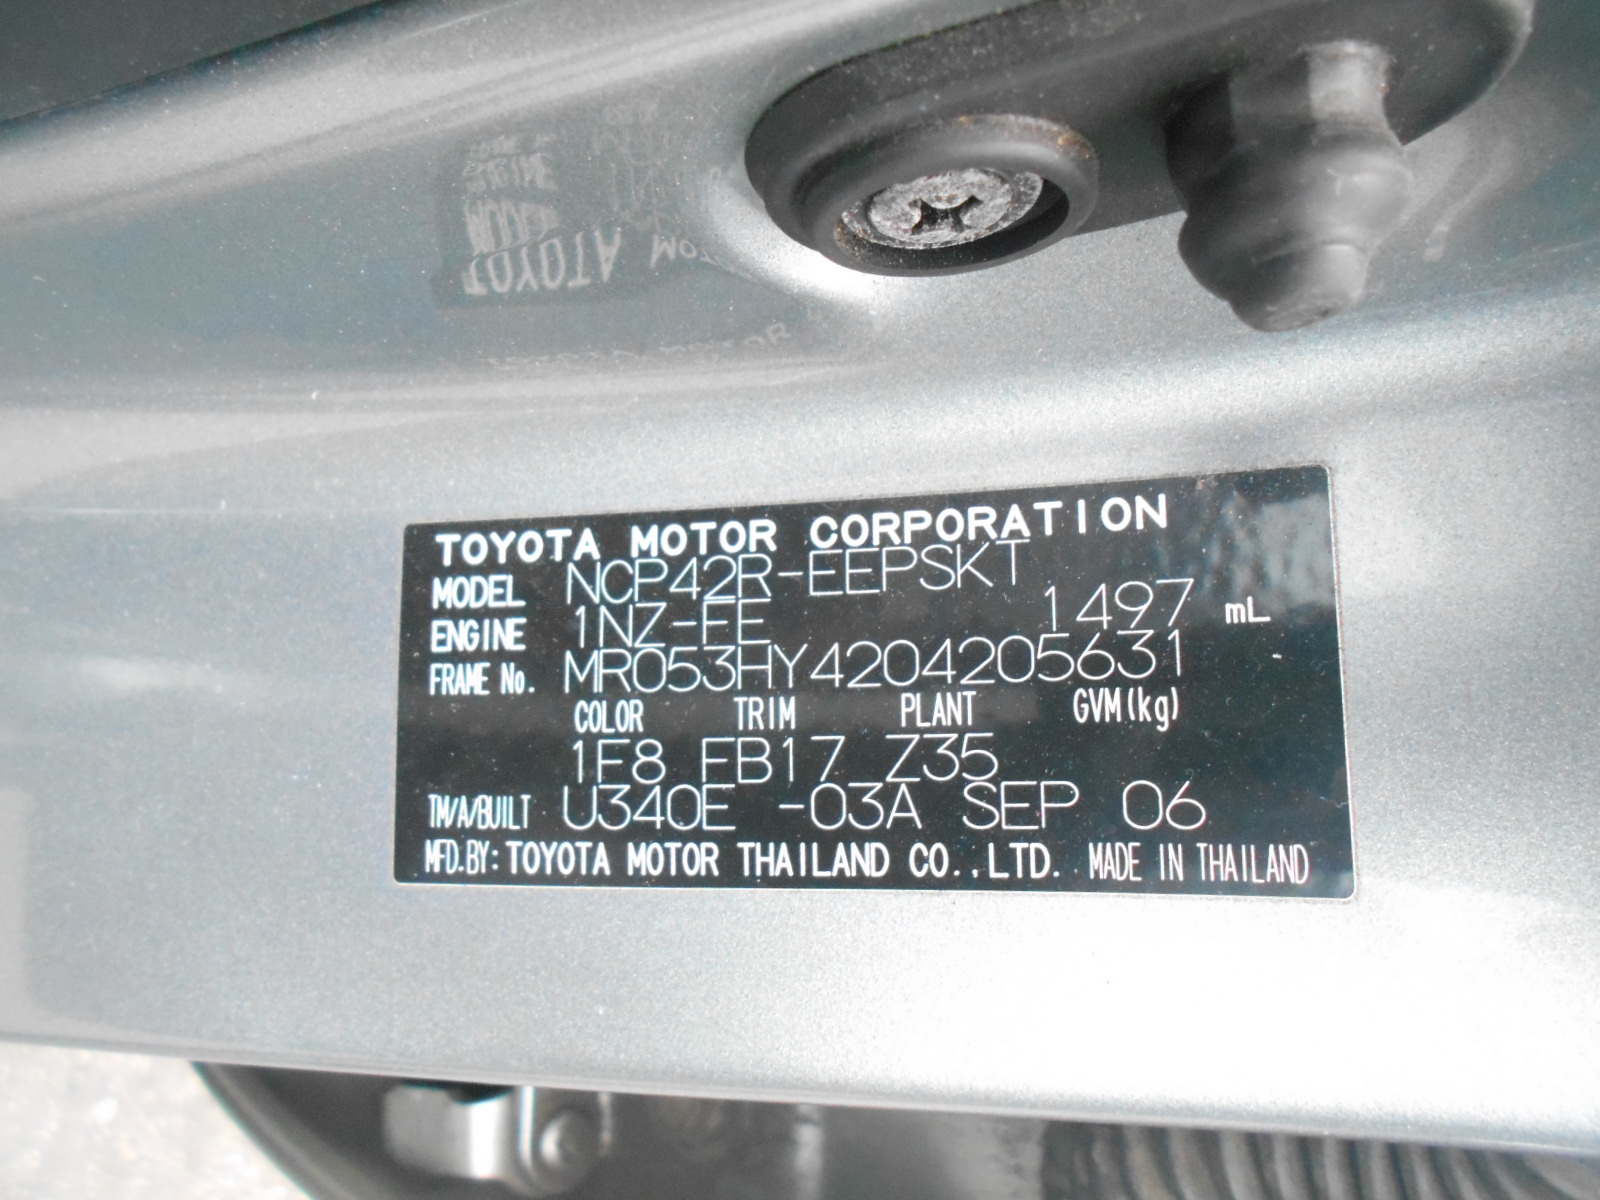 TOYOTA MOTOR CORPORATION
MODEL NCP42R-EEPSKT
ENGINE 1NZ-FE 1497 mL
FRAME No. MR053HY4204205631
COLOR TRIM PLANT GVM(kg)
1F8 FB17 Z35
TM/A/BUILT U340E -03A SEP 06
MFD.BY: TOYOTA MOTOR THAILAND CO.,LTD. MADE IN THAILAND